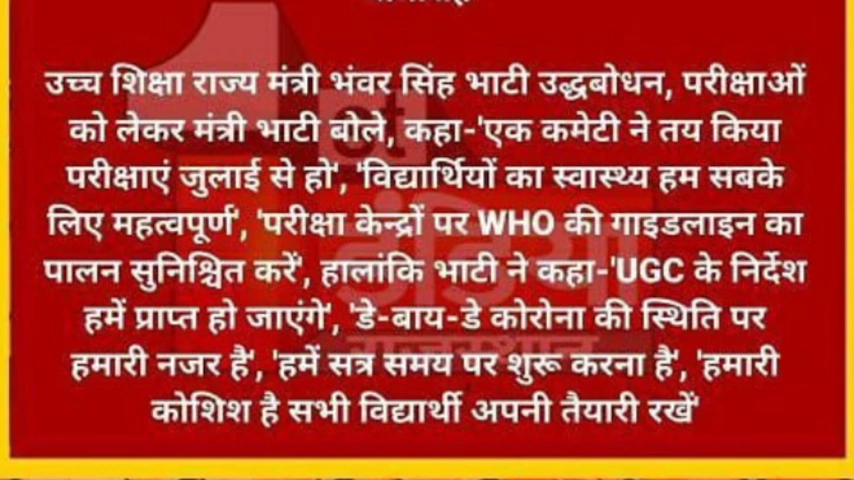 उच्च शिक्षा राज्य मंत्री भंवर सिंह भाटी उद्धबोधन, परीक्षाओं
को लेकर मंत्री भाटी बोले, कहा-'एक कमेटी ने तय किया
परीक्षाएं जुलाई से हो', 'विद्यार्थियों का स्वास्थ्य हम सबके
लिए महत्वपूर्ण', 'परीक्षा केन्द्रों पर WHO की गाइडलाइन का
पालन सुनिश्चित करें', हालांकि भाटी ने कहा-'UGC के निर्देश
हमें प्राप्त हो जाएंगे', 'डे-बाय-डे कोरोना की स्थिति पर
हमारी नजर है', 'हमें सत्र समय पर शुरू करना है', 'हमारी
कोशिश है सभी विद्यार्थी अपनी तैयारी रखें'